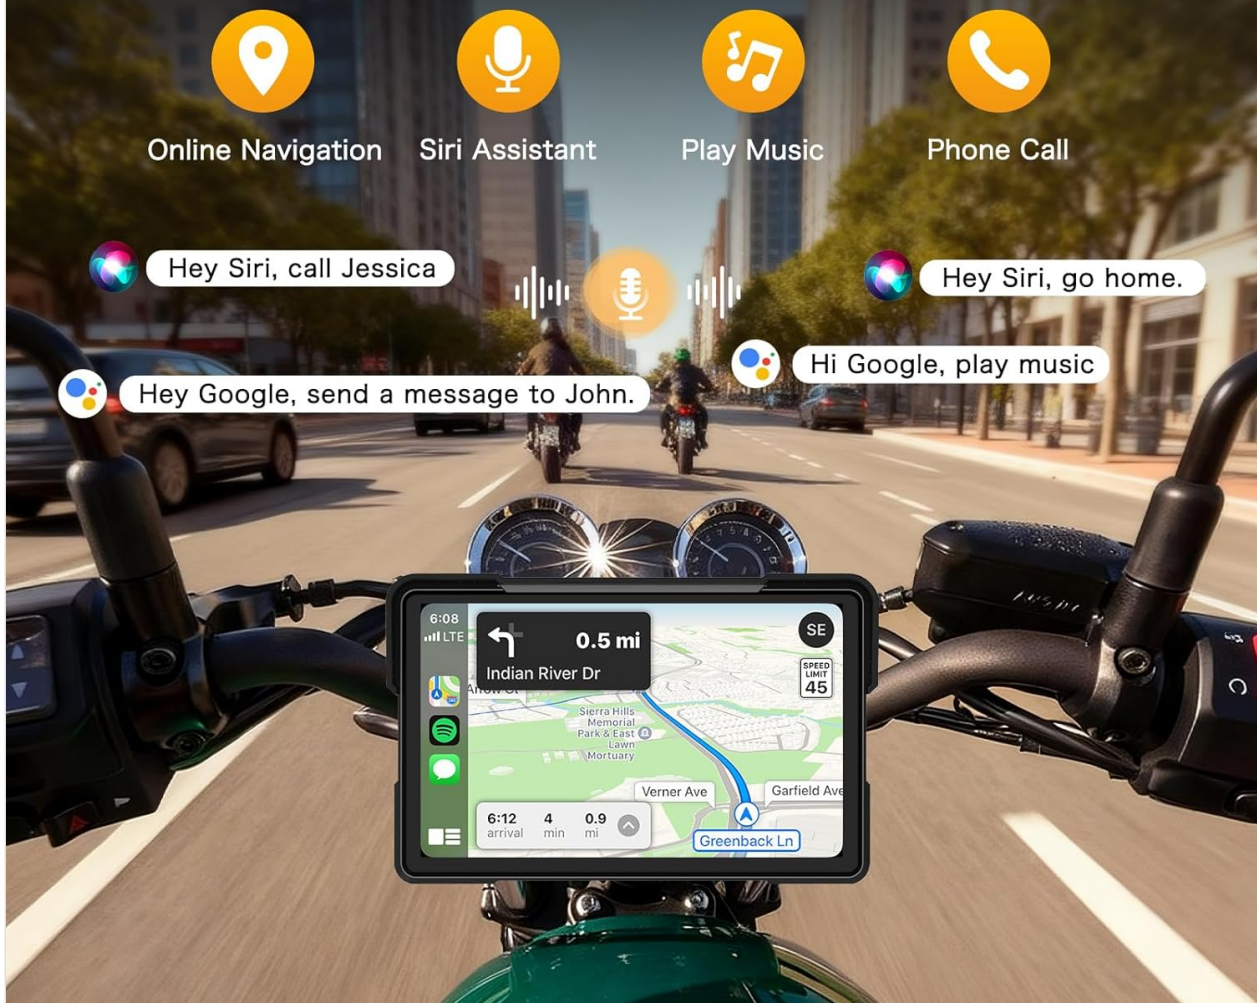 Online Navigation
Siri Assistant
Play Music
Phone Call
Hey Siri, call Jessica
Hey Siri, go home.
Hey Google, send a message to John.
Hi Google, play music
6:08
LTE
0.5 mi
Indian River Dr
SE
SPEED
LIMIT
45
Sierra Hills
Memorial
Park & East
Lawn
Mortuary
Verner Ave
Garfield Ave
6:12
arrival
4
min
0.9
mi
Greenback Ln